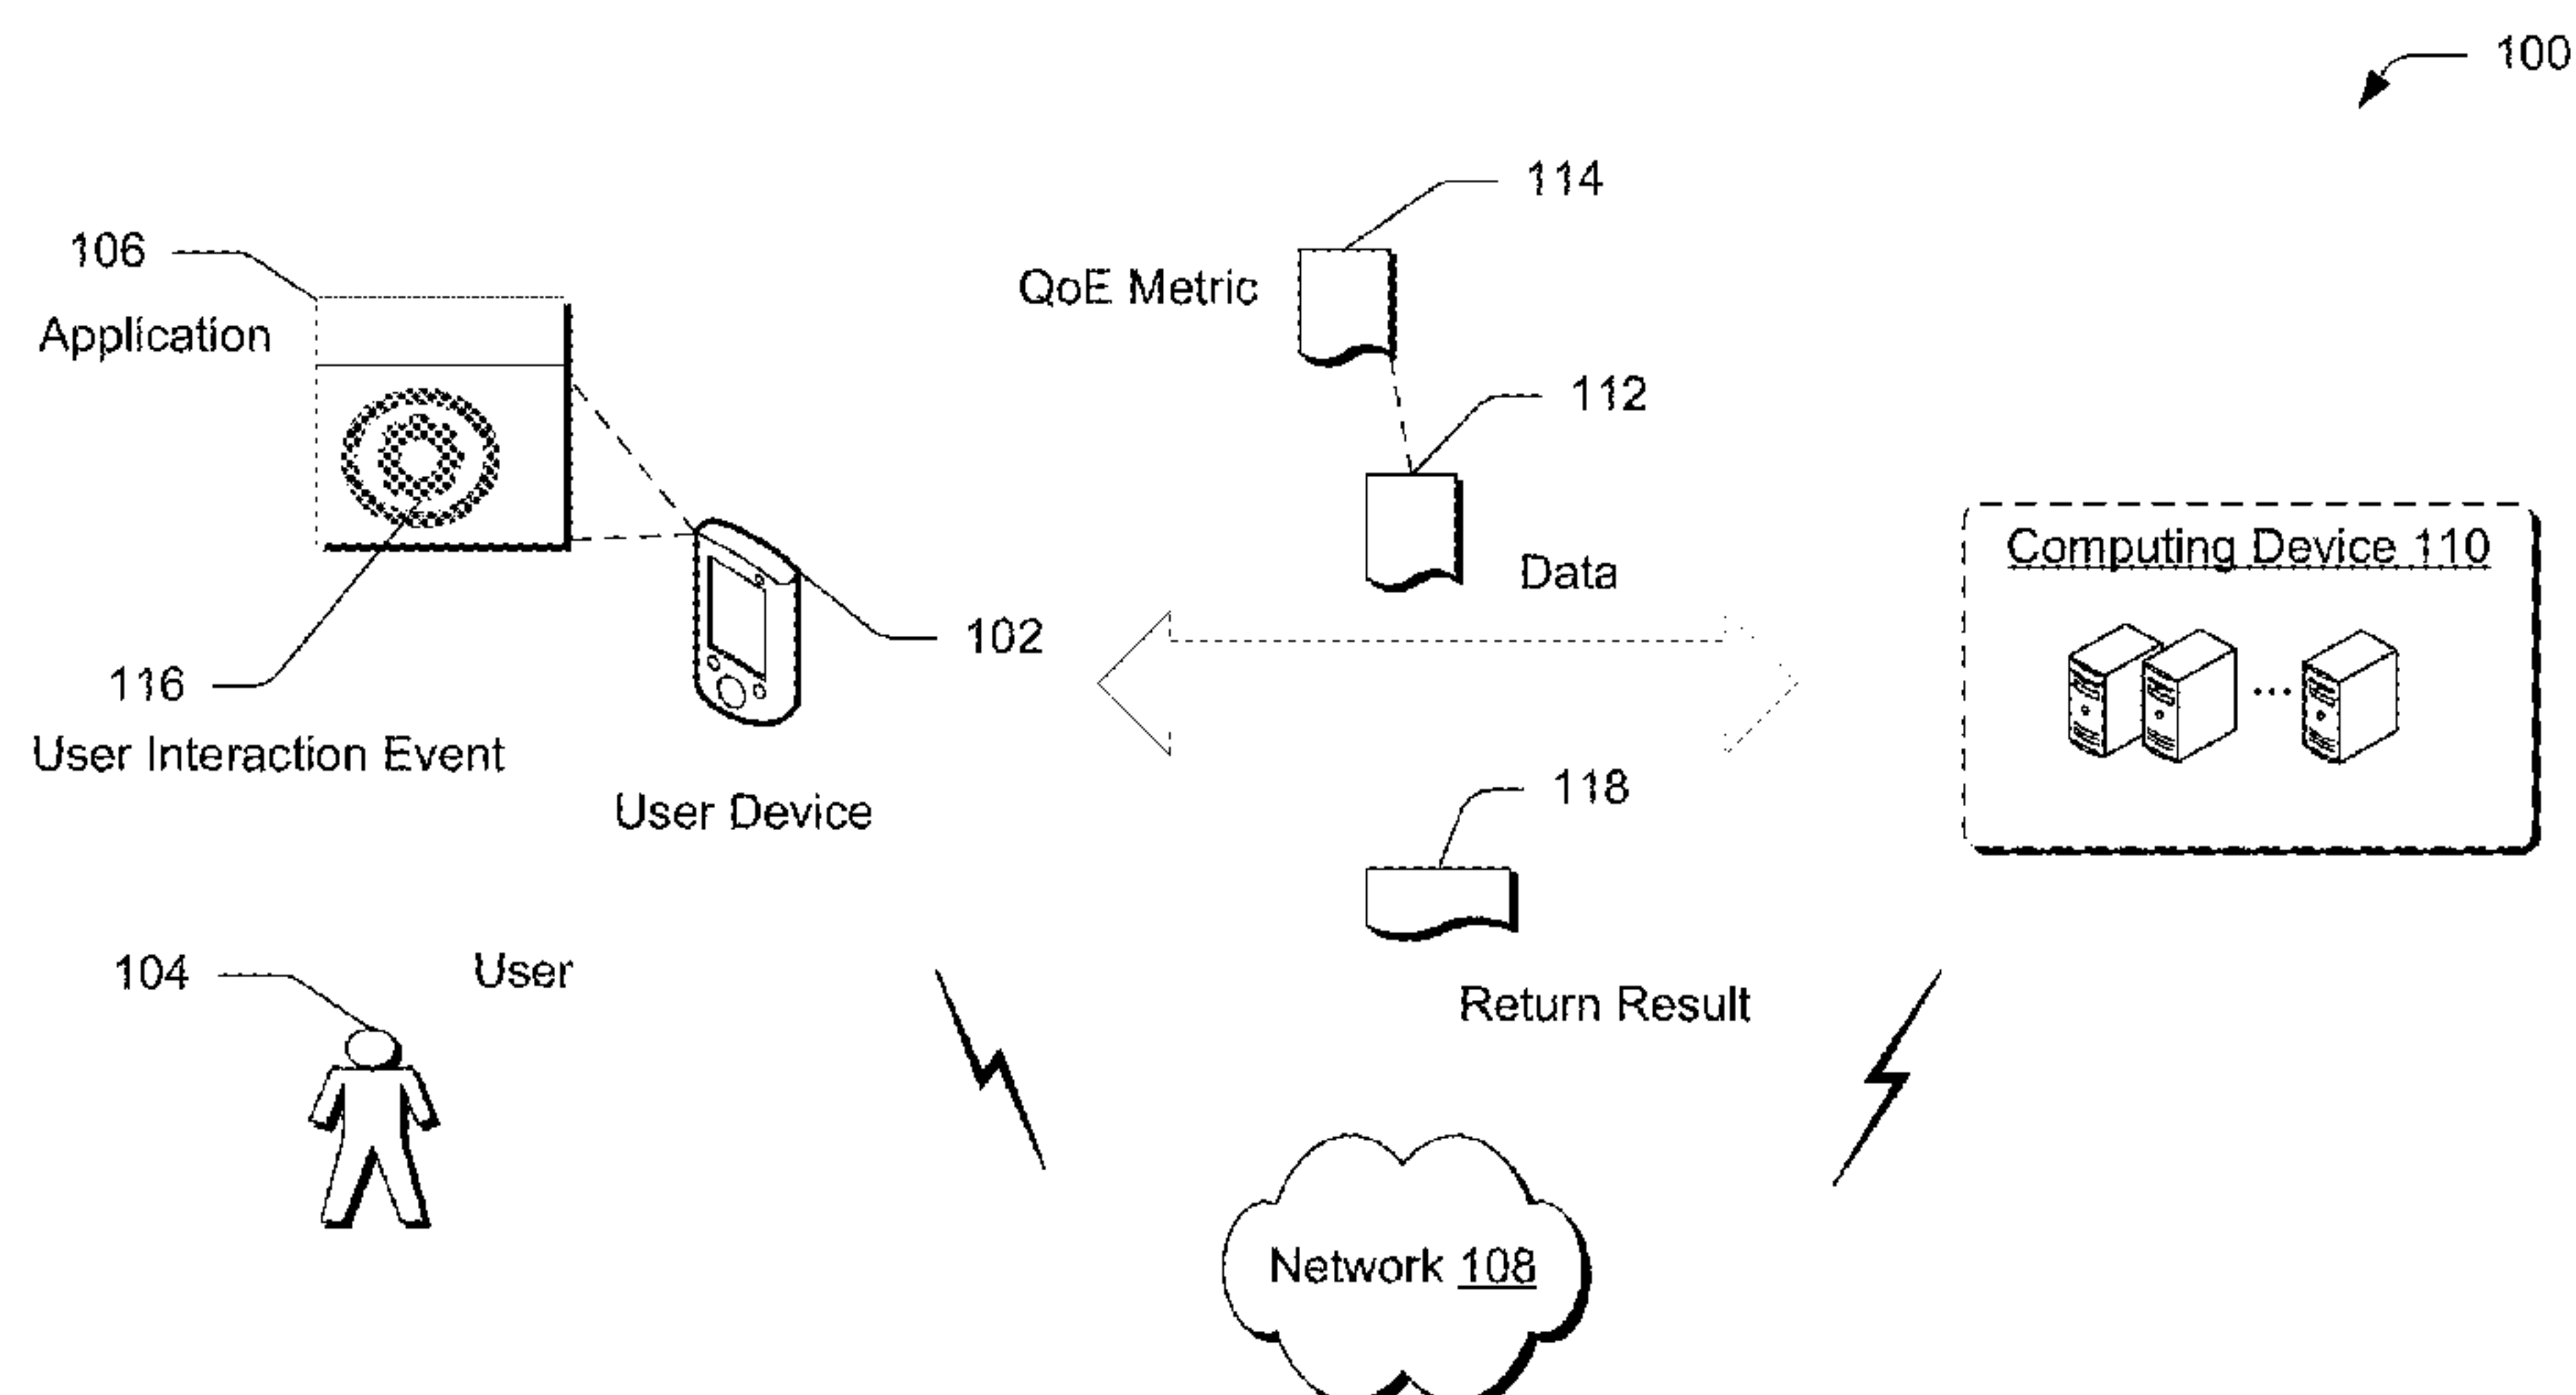 100
114
106
QoE Metric
Application
112
Computing Device 110
Data
102
116
User Interaction Event
118
User Device
104
User
Return Result
Network 108